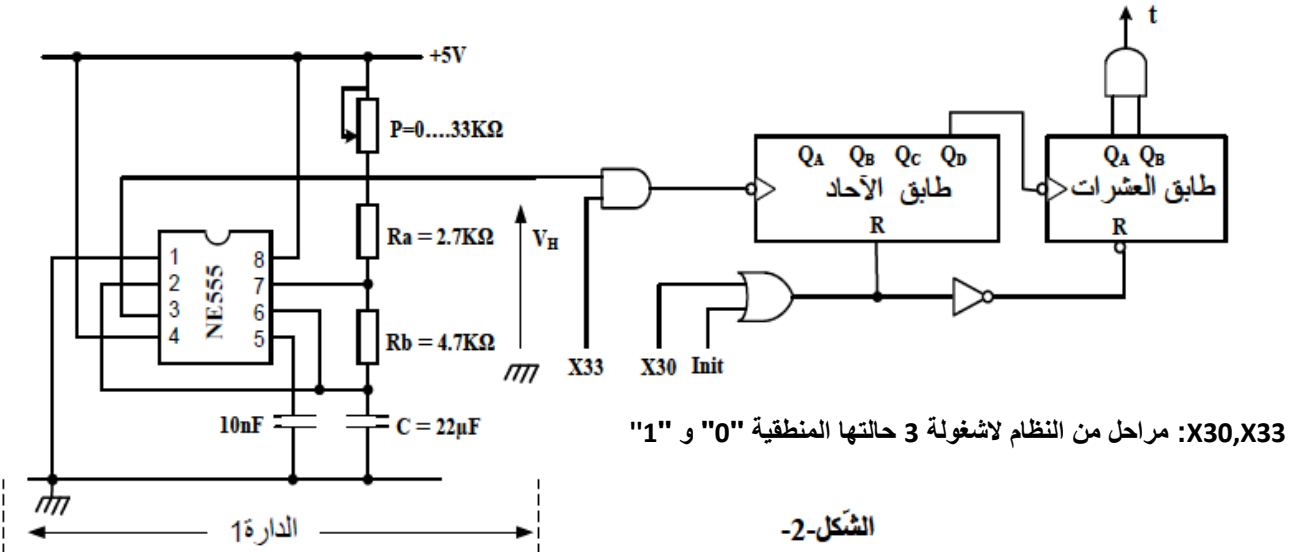 t
+5V
P=0....33KΩ
QA QB QC QD
طابق الآحاد
R
QA QB
طابق العشرات
R
Ra = 2.7KΩ
VH
1 8
2 7
3 6
4 5
NE555
Rb = 4.7KΩ
X33 X30 Init
10nF C = 22μF
X30,X33: مراحل من النظام لاشغولة 3 حالتها المنطقية "0" و "1"
الدارة1
الشّكل-2-